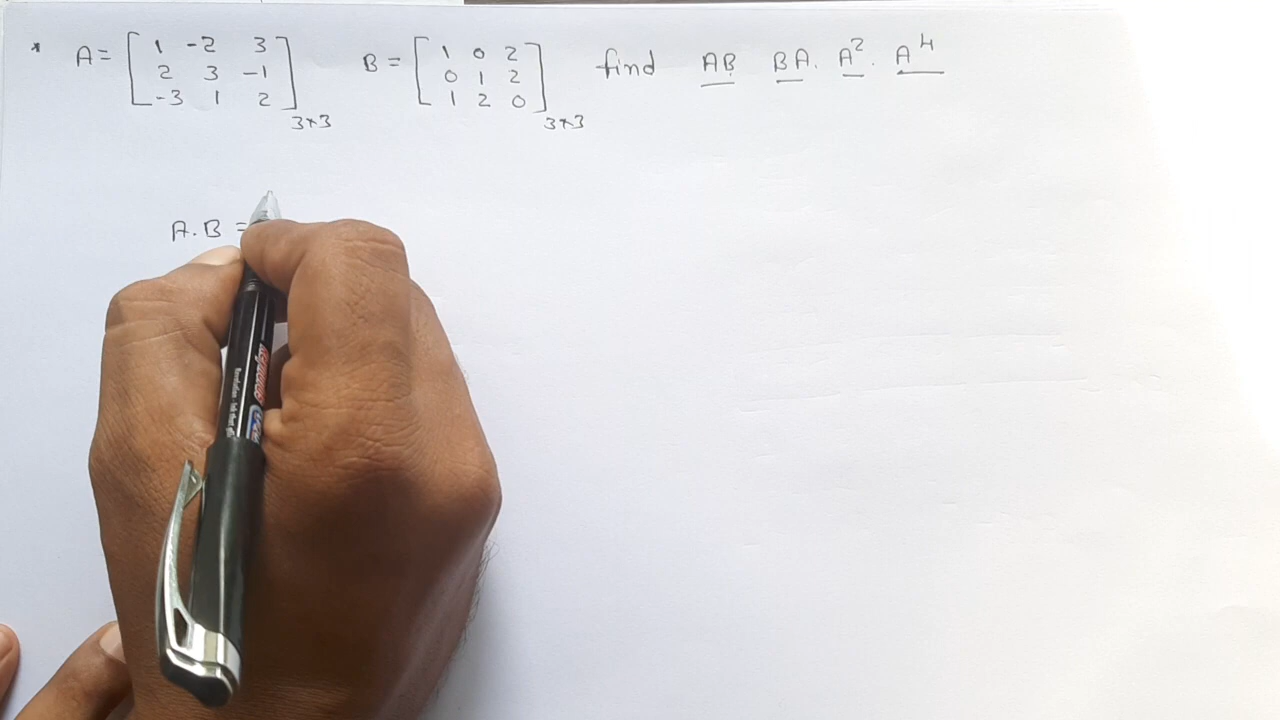 * A = [ 1 -2 3 B = [ 1 0 2 find AB BA. A². A⁴
2 3 -1 0 1 2
-3 1 2 ]3×3 1 2 0 ]3×3
A.B =
Reynolds